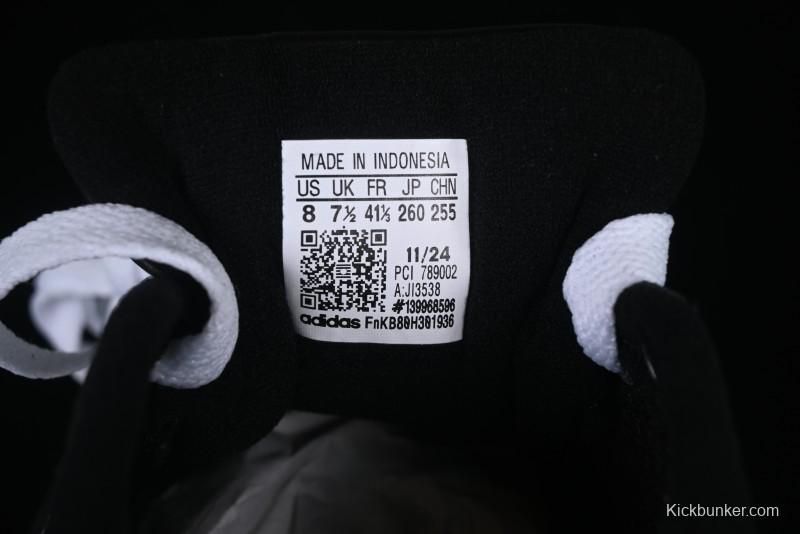 MADE IN INDONESIA
US UK FR JP CHN
8 7½ 41⅓ 260 255
11/24
PCI 789002
A:JI3538
#139968596
adidas FnKB80H301936
Kickbunker.com